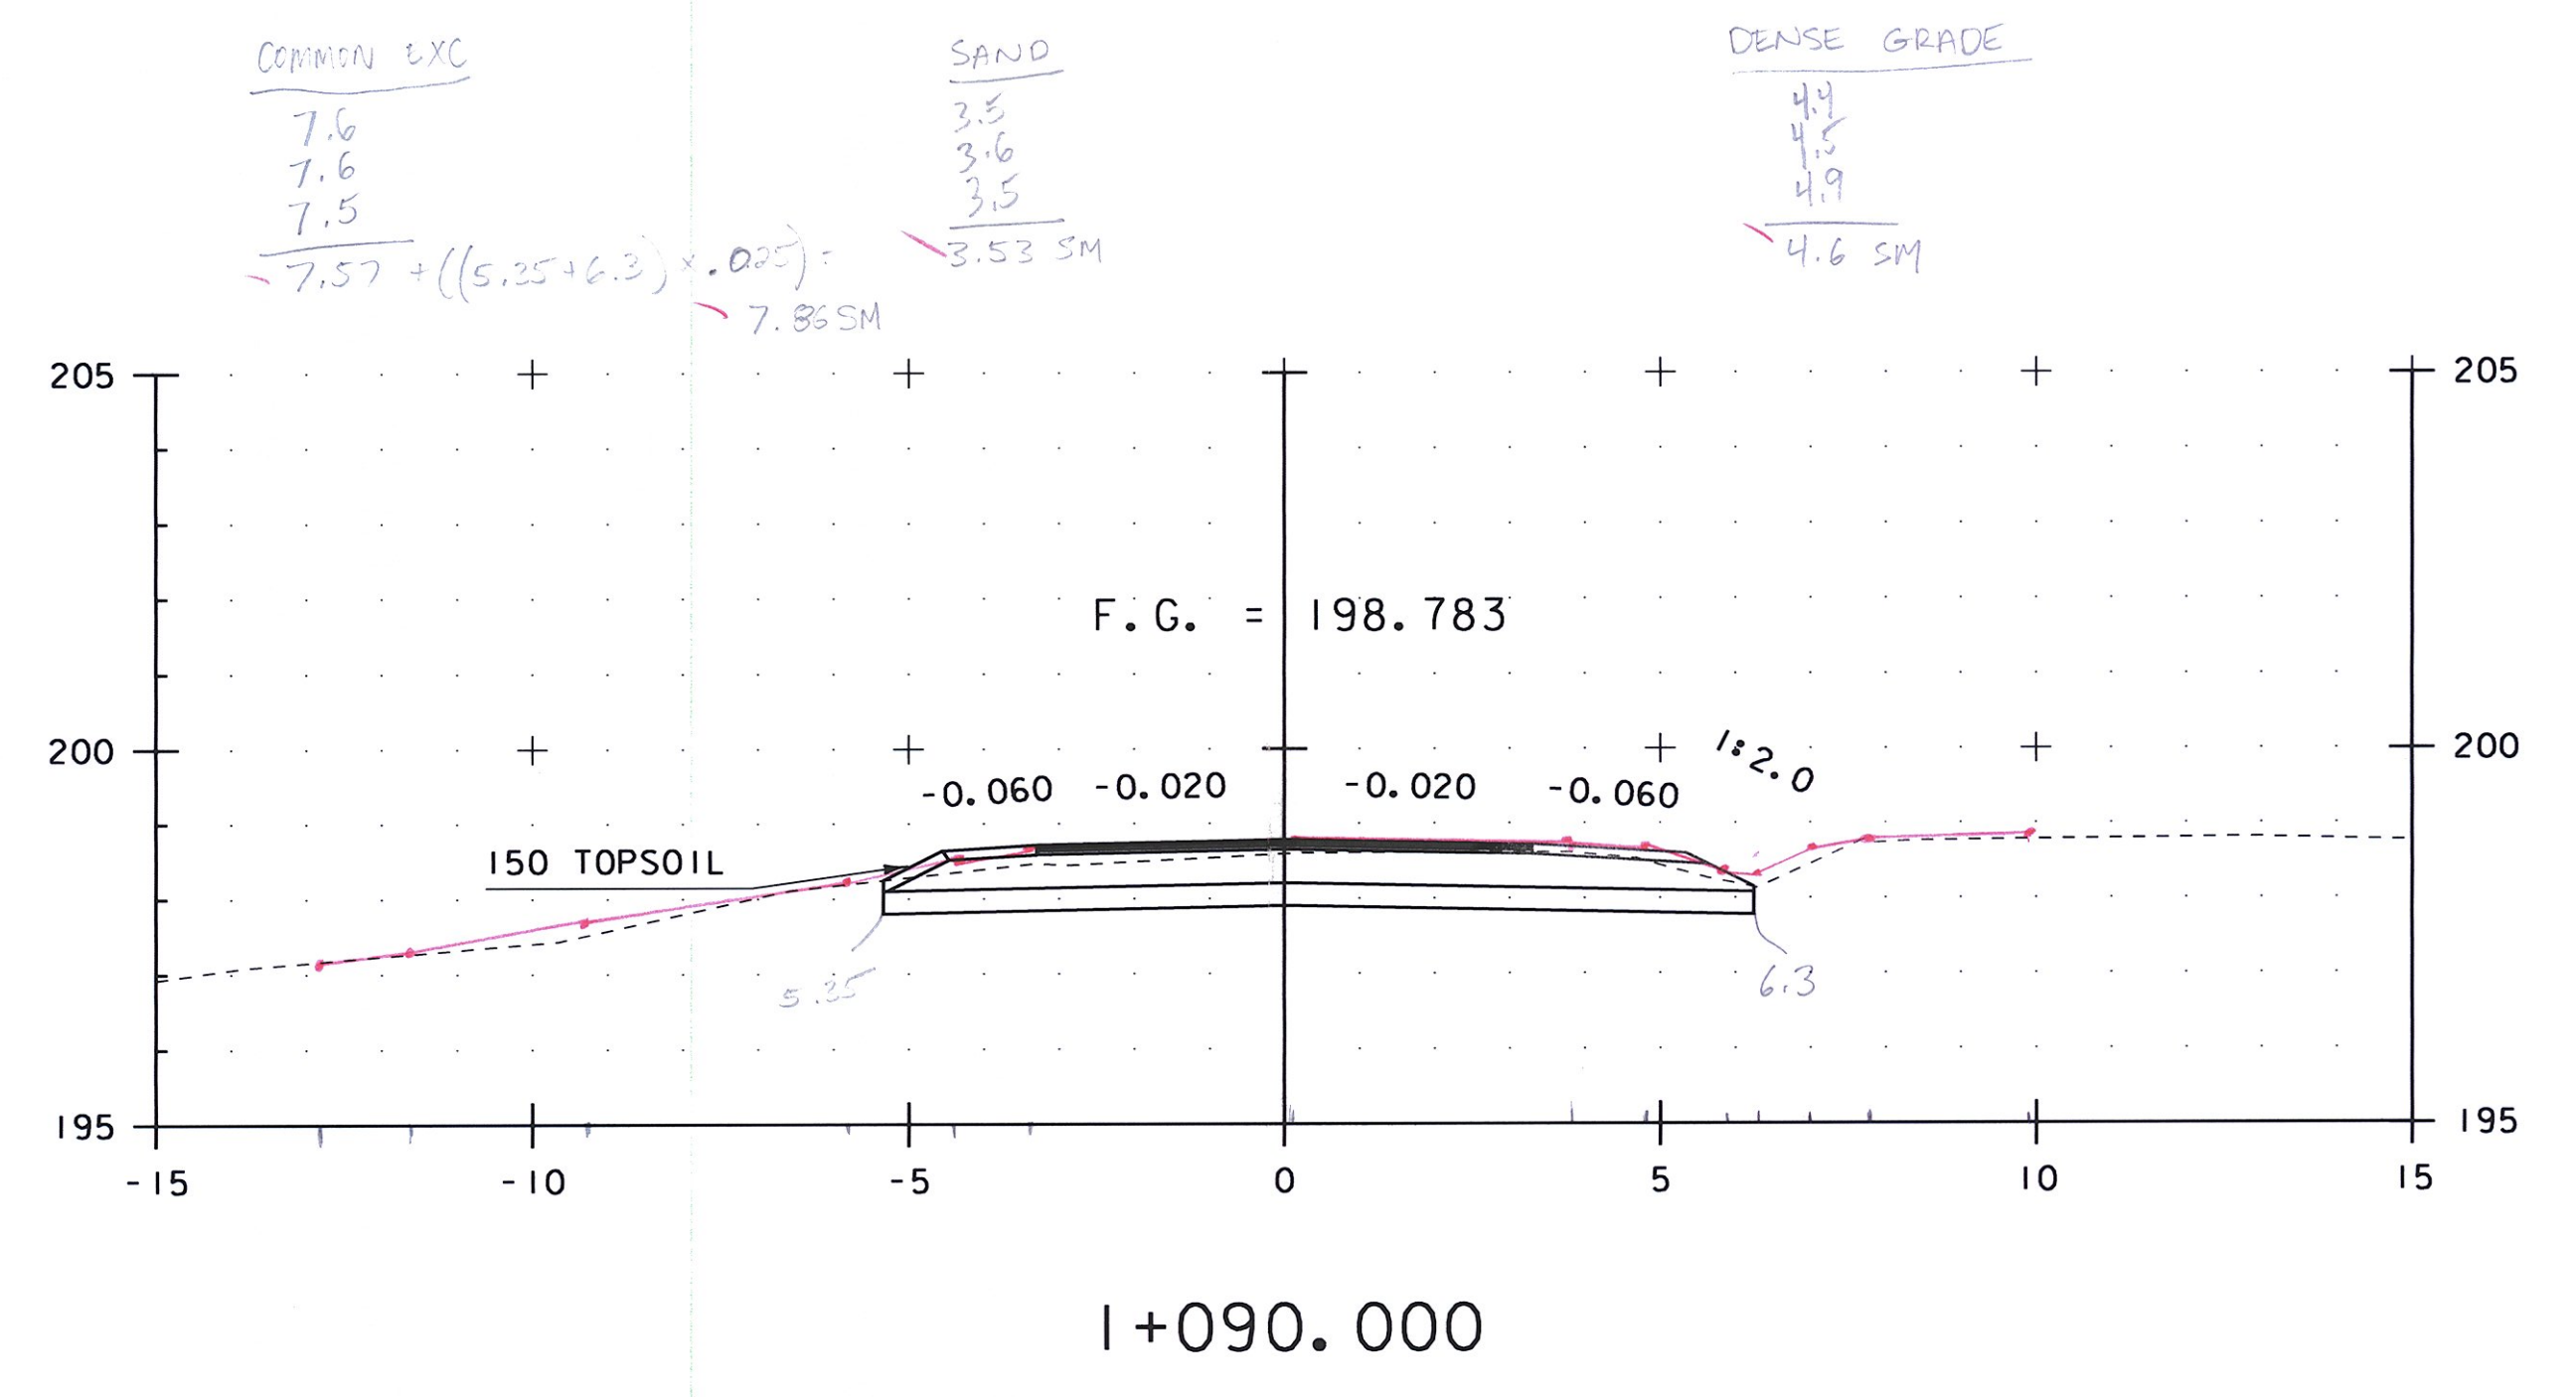 COMMON EXC
7.6
7.6
7.5
7.57 + ((5.35+6.3) × .025) =
7.86 SM
SAND
3.5
3.6
3.5
3.53 SM
DENSE GRADE
4.4
4.5
4.9
4.6 SM
205
205
F.G. = 198.783
200
200
-0.060 -0.020 -0.020 -0.060 1:2.0
150 TOPSOIL
5.35
6.3
195
195
-15 -10 -5 0 5 10 15
1+090.000